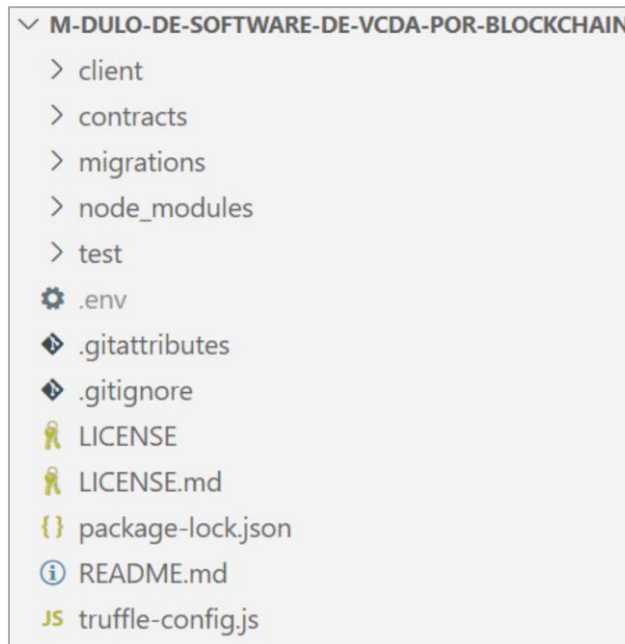 M-DULO-DE-SOFTWARE-DE-VCDA-POR-BLOCKCHAIN
client
contracts
migrations
node_modules
test
.env
.gitattributes
.gitignore
LICENSE
LICENSE.md
{} package-lock.json
README.md
JS truffle-config.js